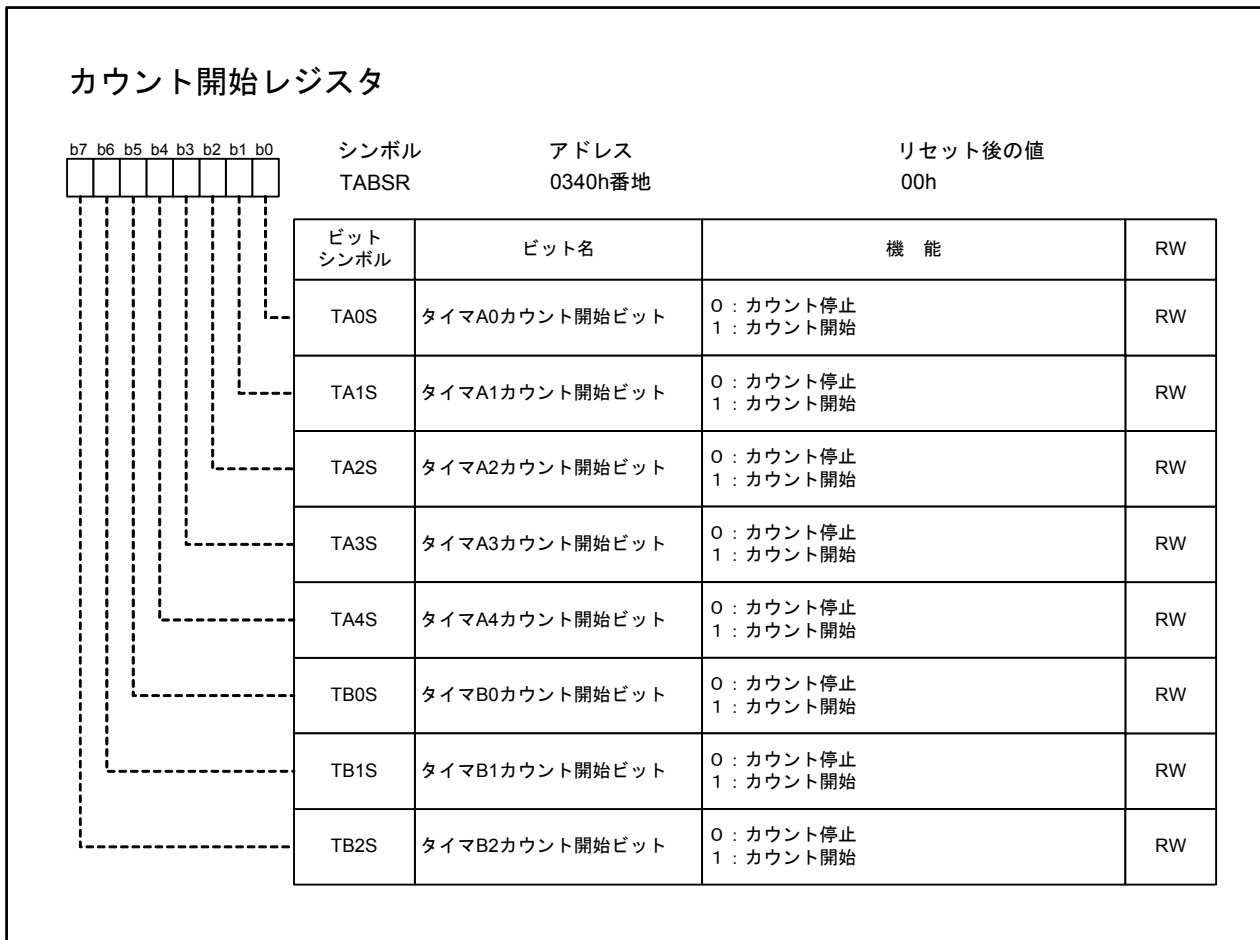 カウント開始レジスタ
b7 b6 b5 b4 b3 b2 b1 b0
シンボル アドレス リセット後の値
TABSR 0340h番地 00h
ビット
シンボル ビット名 機 能 RW
TA0S タイマA0カウント開始ビット 0：カウント停止
1：カウント開始 RW
TA1S タイマA1カウント開始ビット 0：カウント停止
1：カウント開始 RW
TA2S タイマA2カウント開始ビット 0：カウント停止
1：カウント開始 RW
TA3S タイマA3カウント開始ビット 0：カウント停止
1：カウント開始 RW
TA4S タイマA4カウント開始ビット 0：カウント停止
1：カウント開始 RW
TB0S タイマB0カウント開始ビット 0：カウント停止
1：カウント開始 RW
TB1S タイマB1カウント開始ビット 0：カウント停止
1：カウント開始 RW
TB2S タイマB2カウント開始ビット 0：カウント停止
1：カウント開始 RW